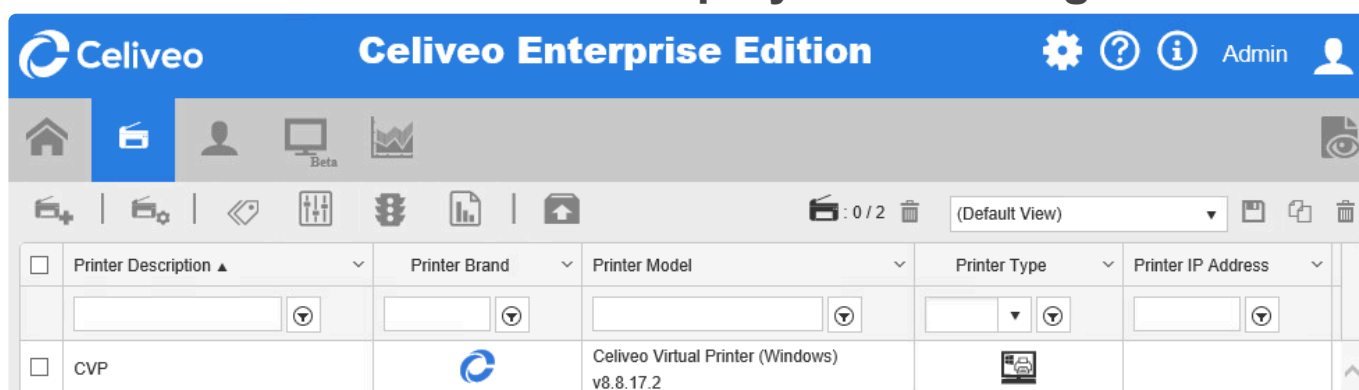 Celiveo
Celiveo Enterprise Edition
Admin
Beta
: 0 / 2
(Default View)
Printer Description ▲
Printer Brand
Printer Model
Printer Type
Printer IP Address
CVP
Celiveo Virtual Printer (Windows)
v8.8.17.2